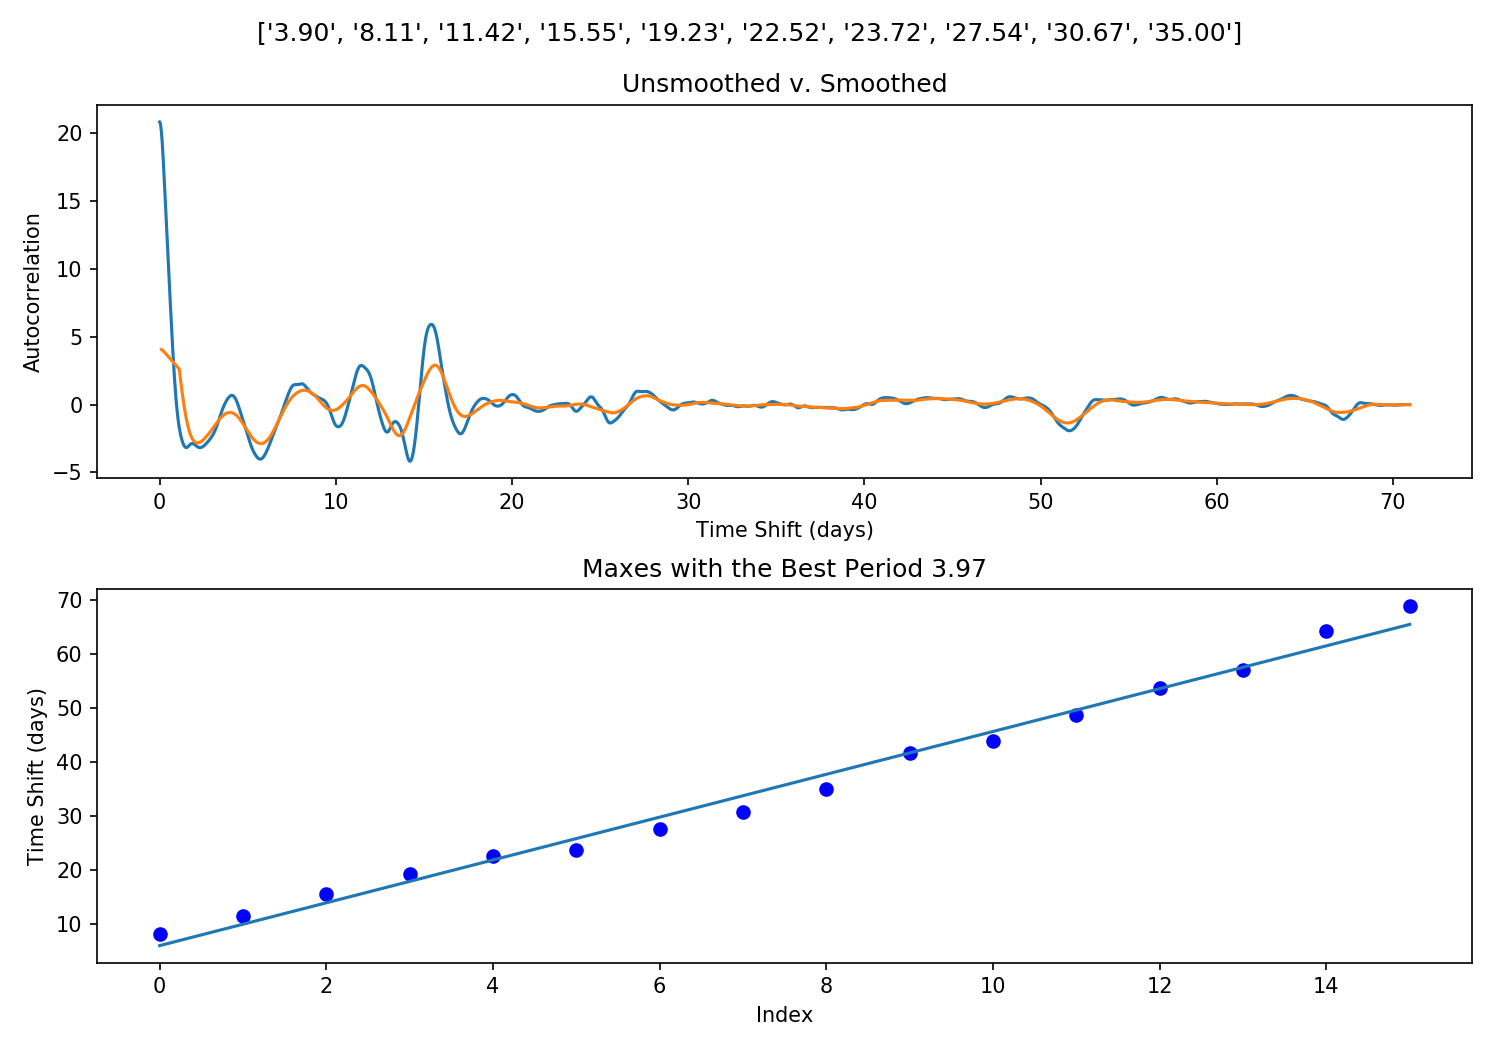 ['3.90', '8.11', '11.42', '15.55', '19.23', '22.52', '23.72', '27.54', '30.67', '35.00']
Unsmoothed v. Smoothed
Autocorrelation
20
15
10
5
0
−5
0 10 20 30 40 50 60 70
Time Shift (days)
Maxes with the Best Period 3.97
Time Shift (days)
70
60
50
40
30
20
10
0 2 4 6 8 10 12 14
Index